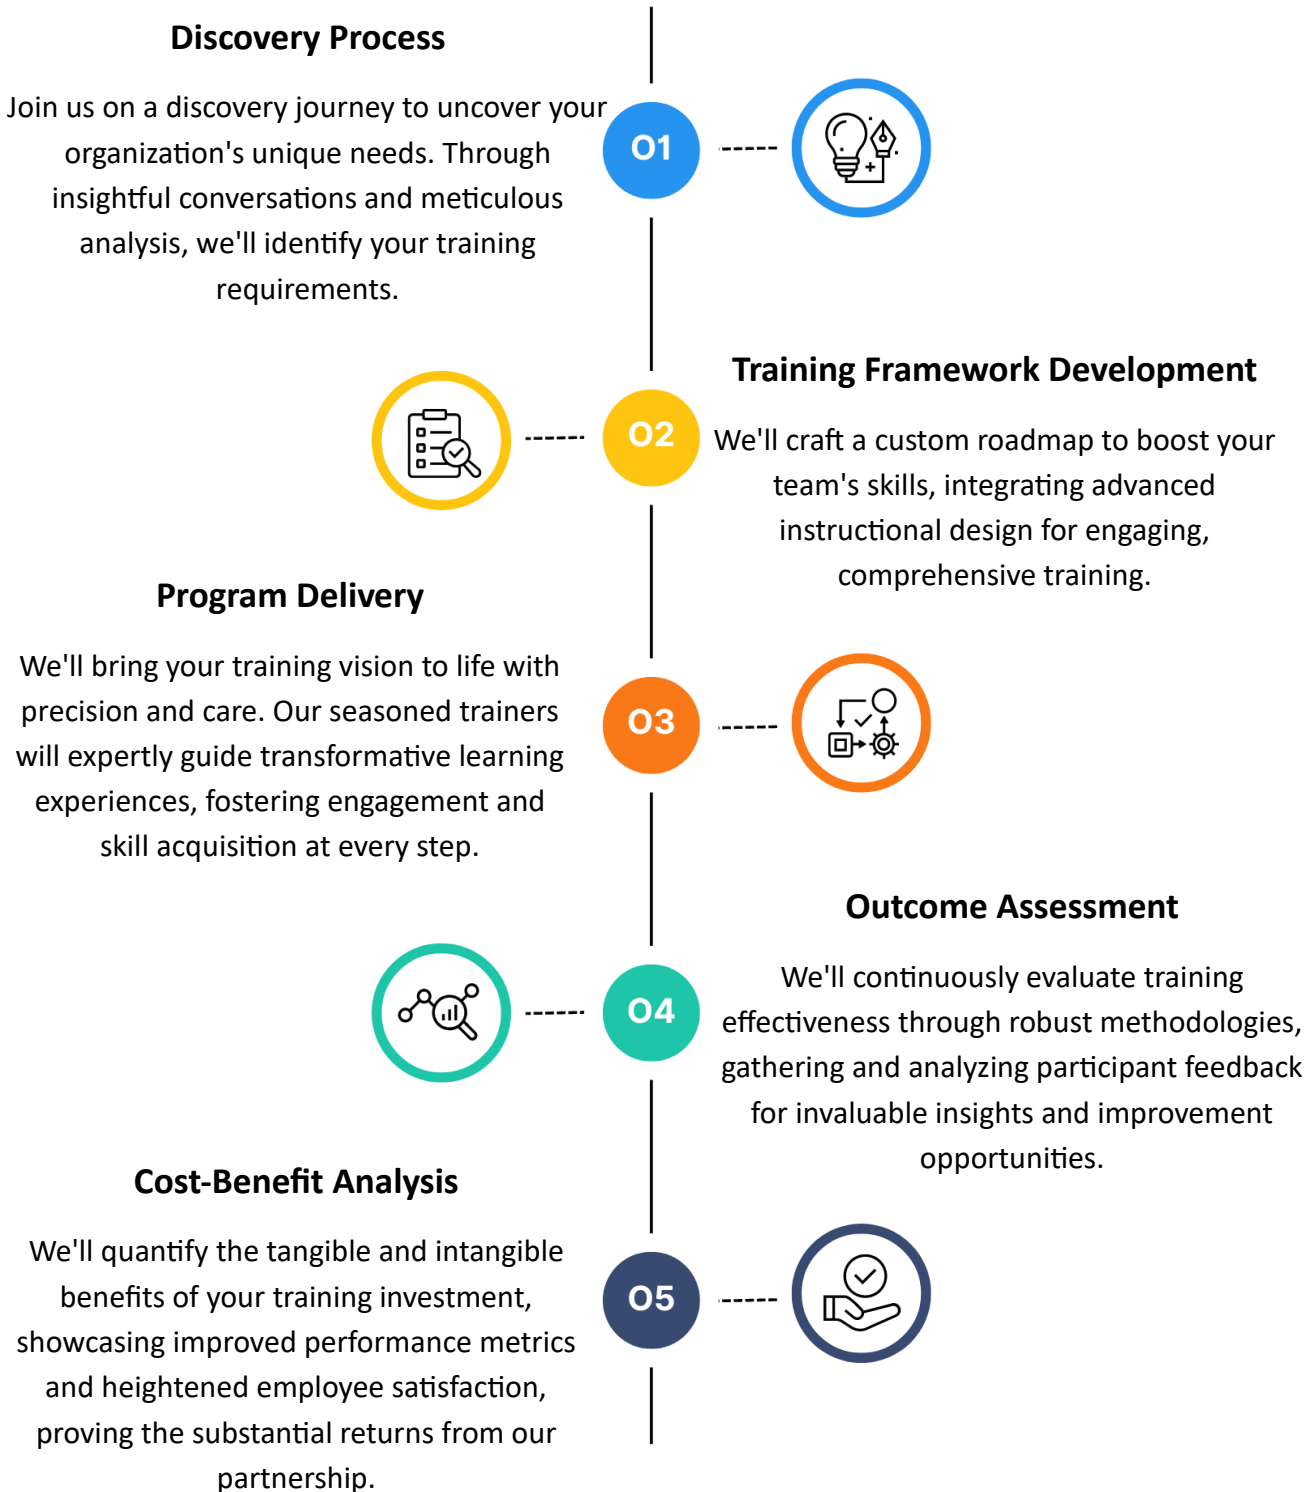 Discovery Process
Join us on a discovery journey to uncover your
organization's unique needs. Through
insightful conversations and meticulous
analysis, we'll identify your training
requirements.
01
Training Framework Development
02
We'll craft a custom roadmap to boost your
team's skills, integrating advanced
instructional design for engaging,
comprehensive training.
Program Delivery
We'll bring your training vision to life with
precision and care. Our seasoned trainers
will expertly guide transformative learning
experiences, fostering engagement and
skill acquisition at every step.
03
Outcome Assessment
04
We'll continuously evaluate training
effectiveness through robust methodologies,
gathering and analyzing participant feedback
for invaluable insights and improvement
opportunities.
Cost-Benefit Analysis
We'll quantify the tangible and intangible
benefits of your training investment,
showcasing improved performance metrics
and heightened employee satisfaction,
proving the substantial returns from our
partnership.
05